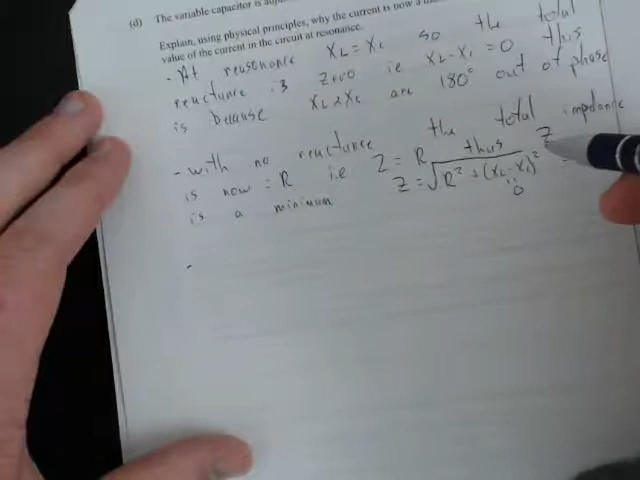 (d) The variable capacitor is
Explain, using physical principles, why the current is now a
value of the current in the circuit at resonance.
- At resonance XL = XC so the total
reactance is zero ie XL - XC = 0 this
is because XL & XC are 180° out of phase
- with no reactance the total impedance
is now = R i.e Z = R thus Z
Z = √R² + (XL - XC)²
0
is a minimum